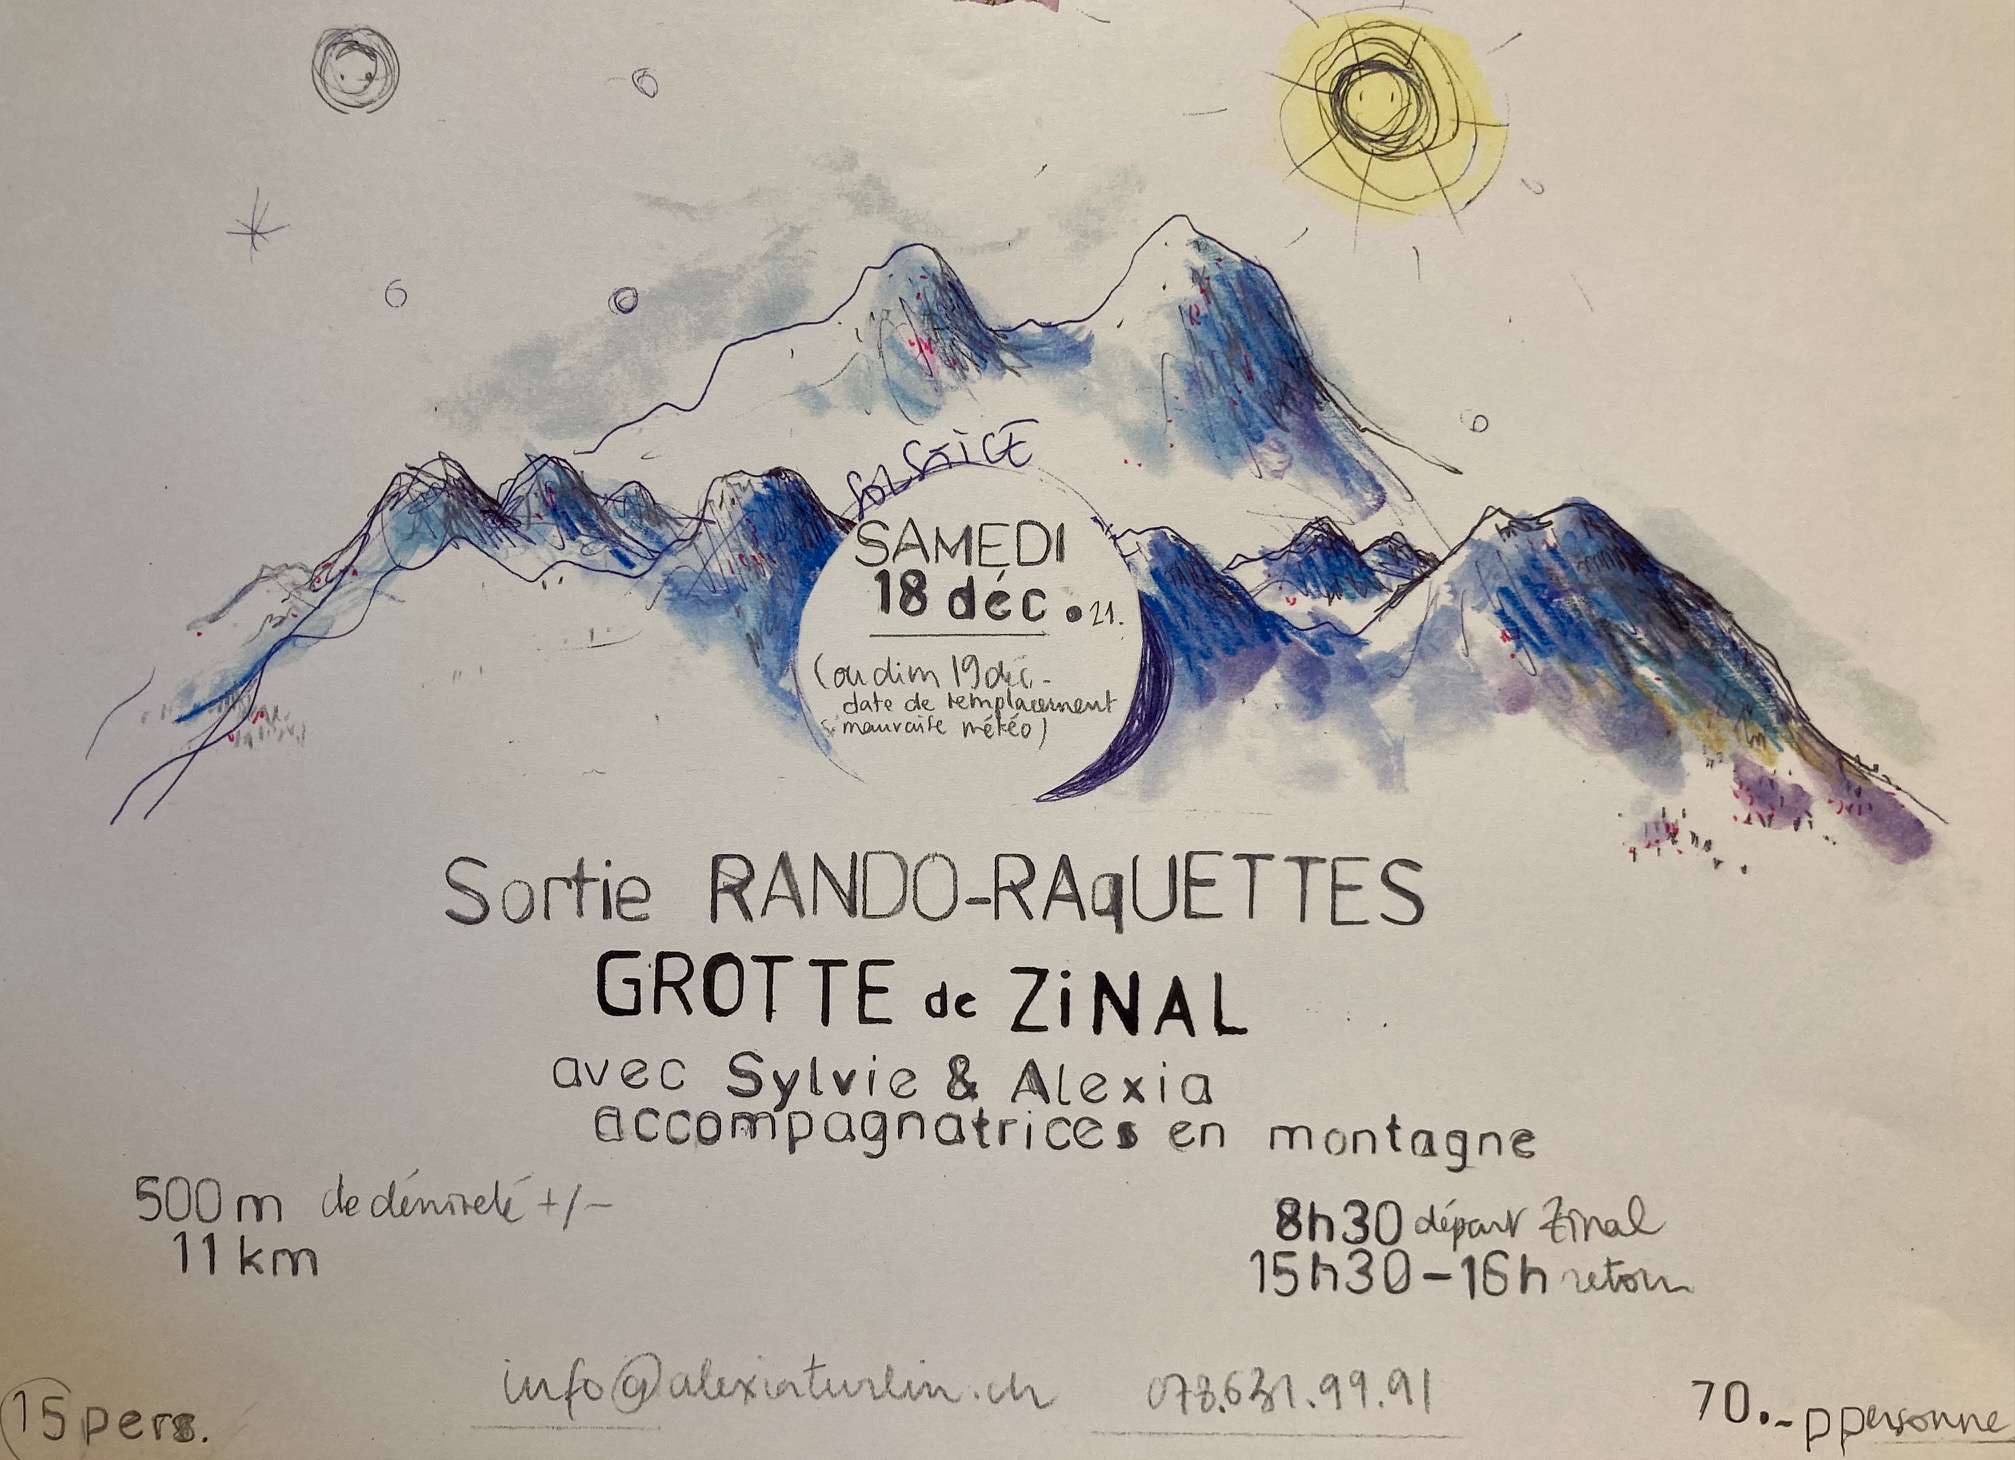 SOLSTICE
SAMEDI
18 déc. 21.
(ou dim 19 déc.
date de remplacement
si mauvaise météo)
Sortie RANDO-RAqUETTES
GROTTE de ZiNAL
avec Sylvie & Alexia
accompagnatrices en montagne
500m de dénivelé +/-
11 km
8h30 départ Zinal
15h30-16h retour
info@alexiaturlin.ch
078.631.99.91
15 pers.
70.- p personne